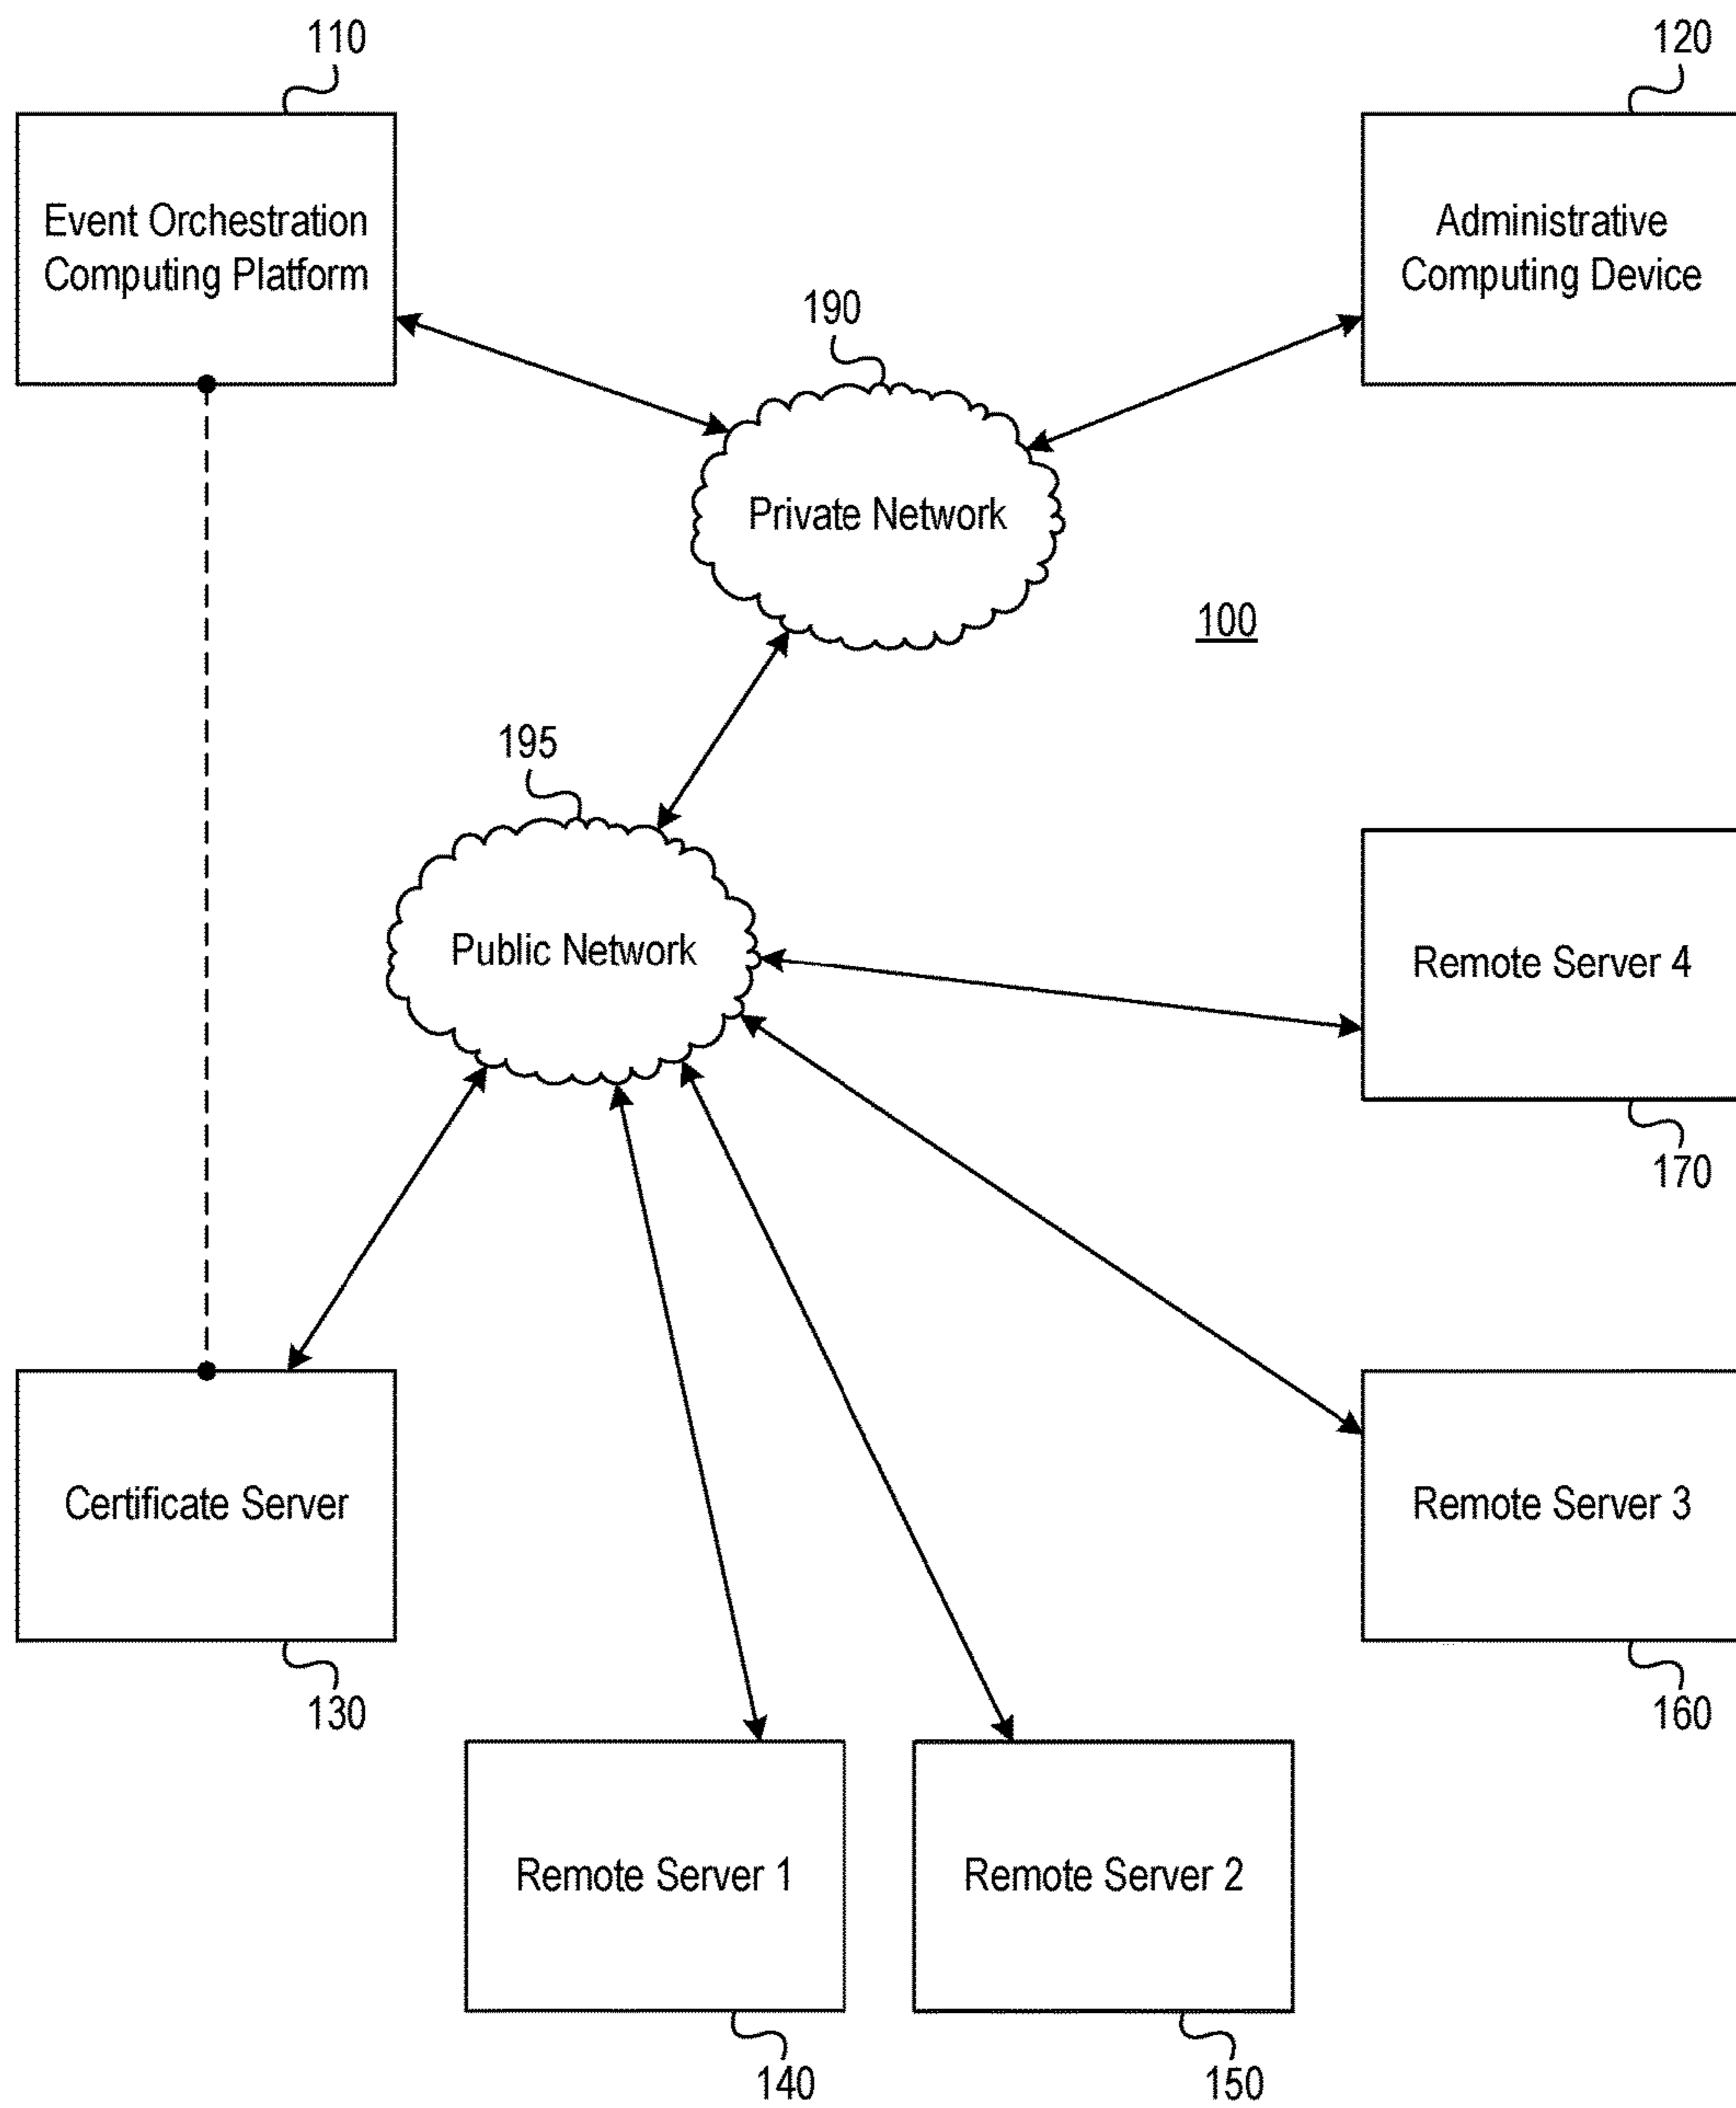 110
120
Event Orchestration
Computing Platform
Administrative
Computing Device
190
Private Network
100
195
Public Network
Remote Server 4
170
Certificate Server
Remote Server 3
130
160
Remote Server 1
Remote Server 2
140
150